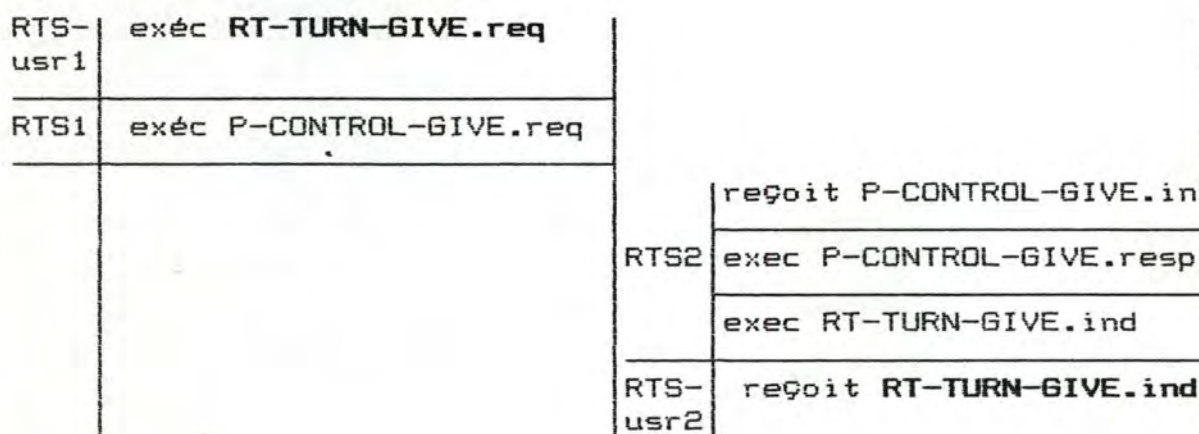 RTS- exéc RT-TURN-GIVE.req
usr1
RTS1 exéc P-CONTROL-GIVE.req
reçoit P-CONTROL-GIVE.in
RTS2 exec P-CONTROL-GIVE.resp
exec RT-TURN-GIVE.ind
RTS- reçoit RT-TURN-GIVE.ind
usr2